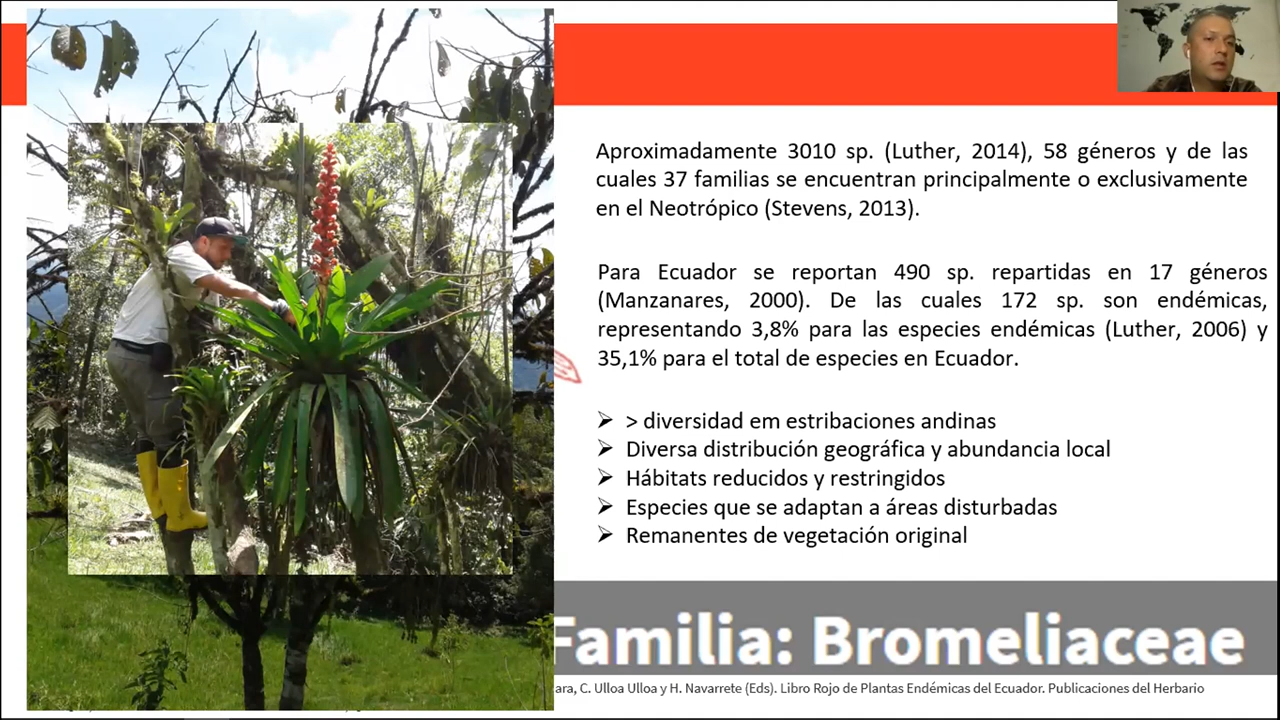 Aproximadamente 3010 sp. (Luther, 2014), 58 géneros y de las
cuales 37 familias se encuentran principalmente o exclusivamente
en el Neotrópico (Stevens, 2013).
Para Ecuador se reportan 490 sp. repartidas en 17 géneros
(Manzanares, 2000). De las cuales 172 sp. son endémicas,
representando 3,8% para las especies endémicas (Luther, 2006) y
35,1% para el total de especies en Ecuador.
> diversidad em estribaciones andinas
Diversa distribución geográfica y abundancia local
Hábitats reducidos y restringidos
Especies que se adaptan a áreas disturbadas
Remanentes de vegetación original
Familia: Bromeliaceae
C. Ulloa Ulloa y H. Navarrete (Eds). Libro Rojo de Plantas Endémicas del Ecuador. Publicaciones del Herbario